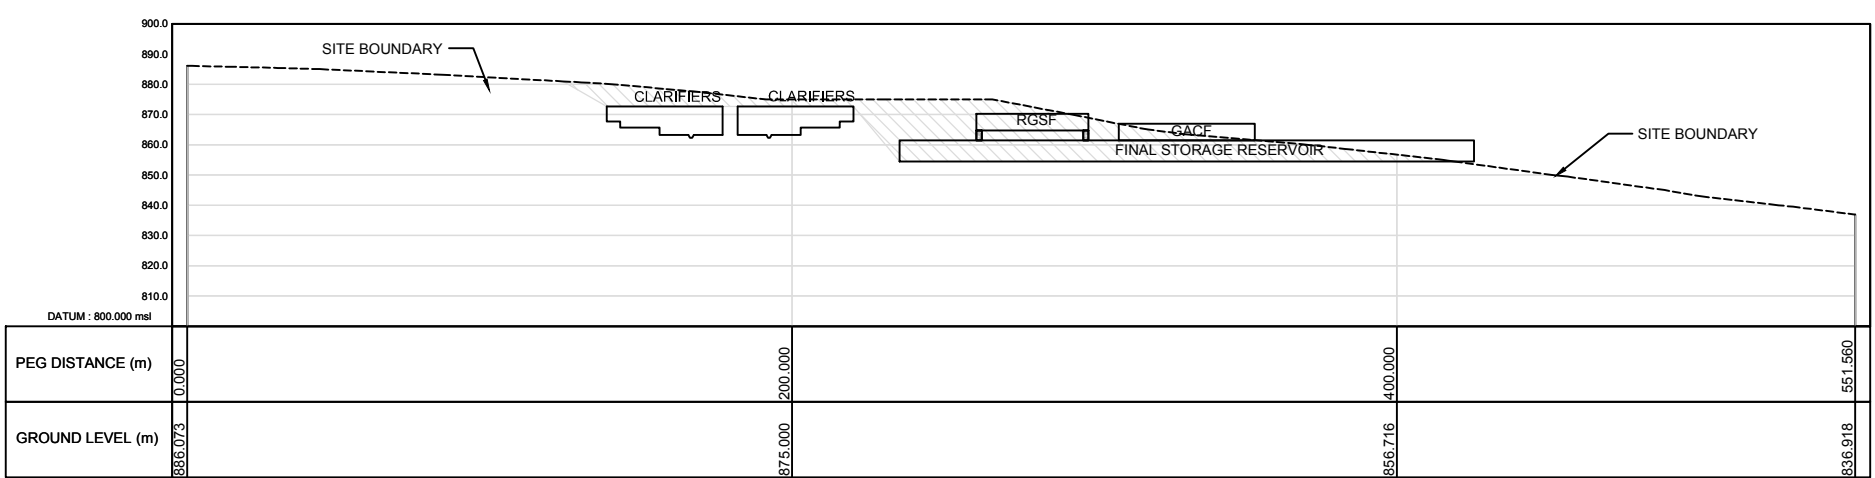 900.0
SITE BOUNDARY
890.0
880.0
CLARIFIERS
CLARIFIERS
870.0
RGSF
GACF
SITE BOUNDARY
860.0
FINAL STORAGE RESERVOIR
850.0
840.0
830.0
820.0
810.0
DATUM : 800.000 msl
PEG DISTANCE (m)
0.000
200.000
400.000
551.560
GROUND LEVEL (m)
886.073
875.000
856.716
836.918